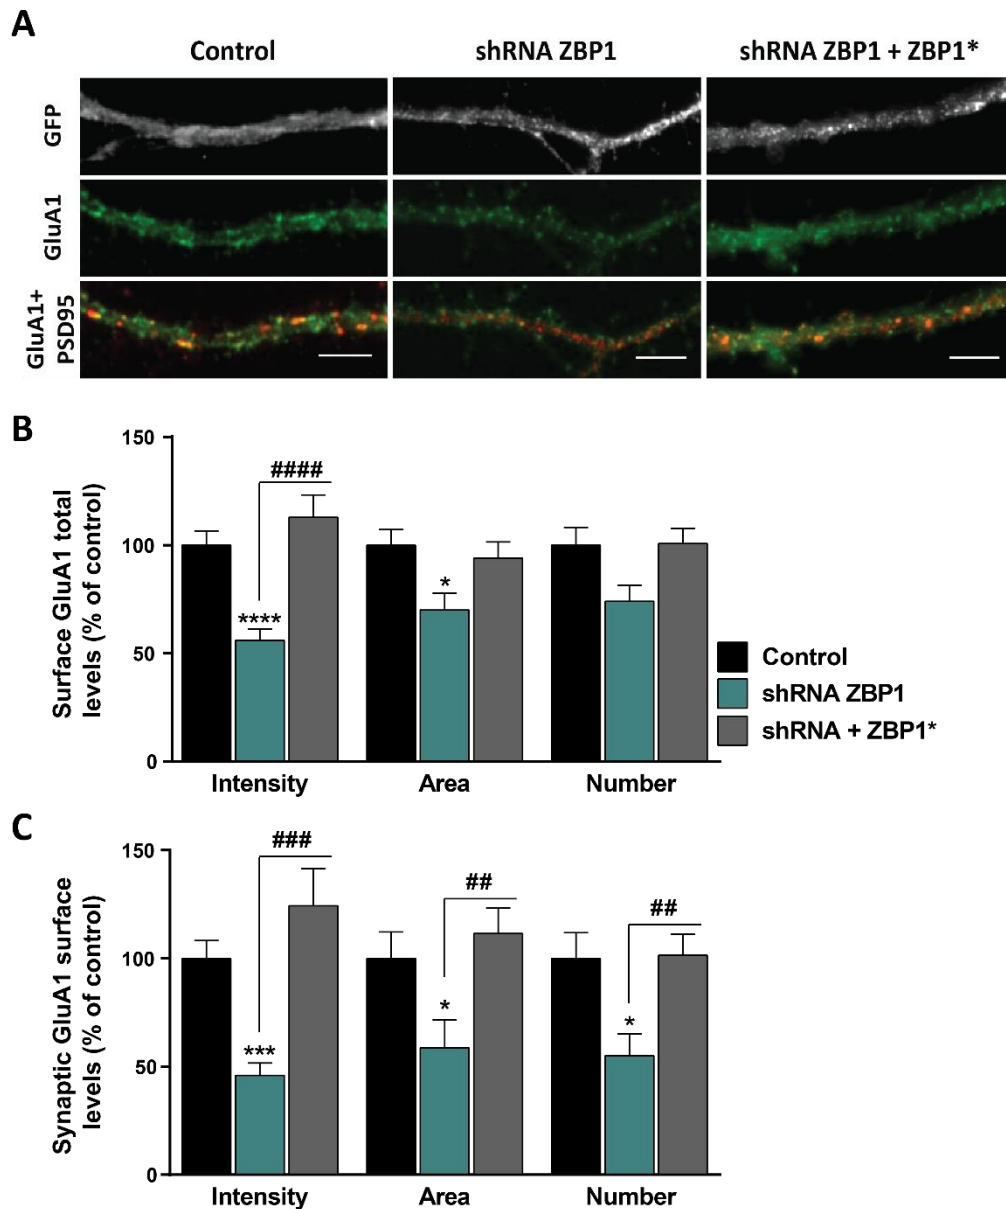 A
Control
shRNA ZBP1
shRNA ZBP1 + ZBP1*
GFP
GluA1
GluA1+
PSD95
B
Surface GluA1 total
levels (% of control)
150
100
50
0
####
****
*
Intensity
Area
Number
Control
shRNA ZBP1
shRNA + ZBP1*
C
Synaptic GluA1 surface
levels (% of control)
150
100
50
0
###
##
##
***
*
*
Intensity
Area
Number